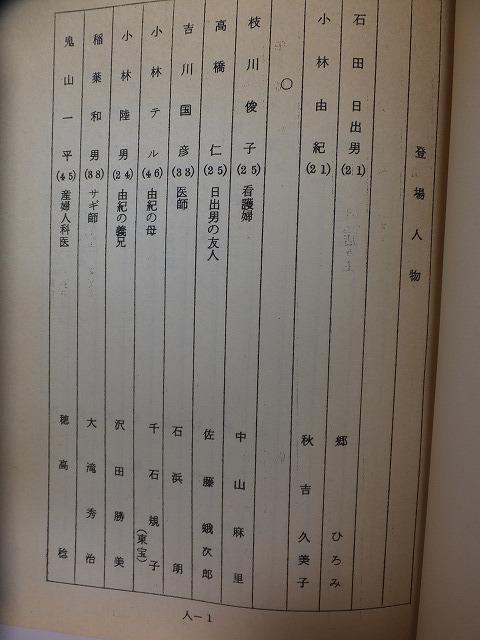 登場人物
石田日出男(21) 郷ひろみ
小林由紀(21) 秋吉久美子
○
枝川俊子(25)看護婦 中山麻里
高橋仁(25)日出男の友人 佐藤蛾次郎
吉川国彦(33)医師 石浜朗
小林テル(46)由紀の母 千石規子(東宝)
小林陸男(24)由紀の義兄 沢田勝美
稲葉和男(38)サギ師 大滝秀治
鬼山一平(45)産婦人科医 穂高稔
人－1